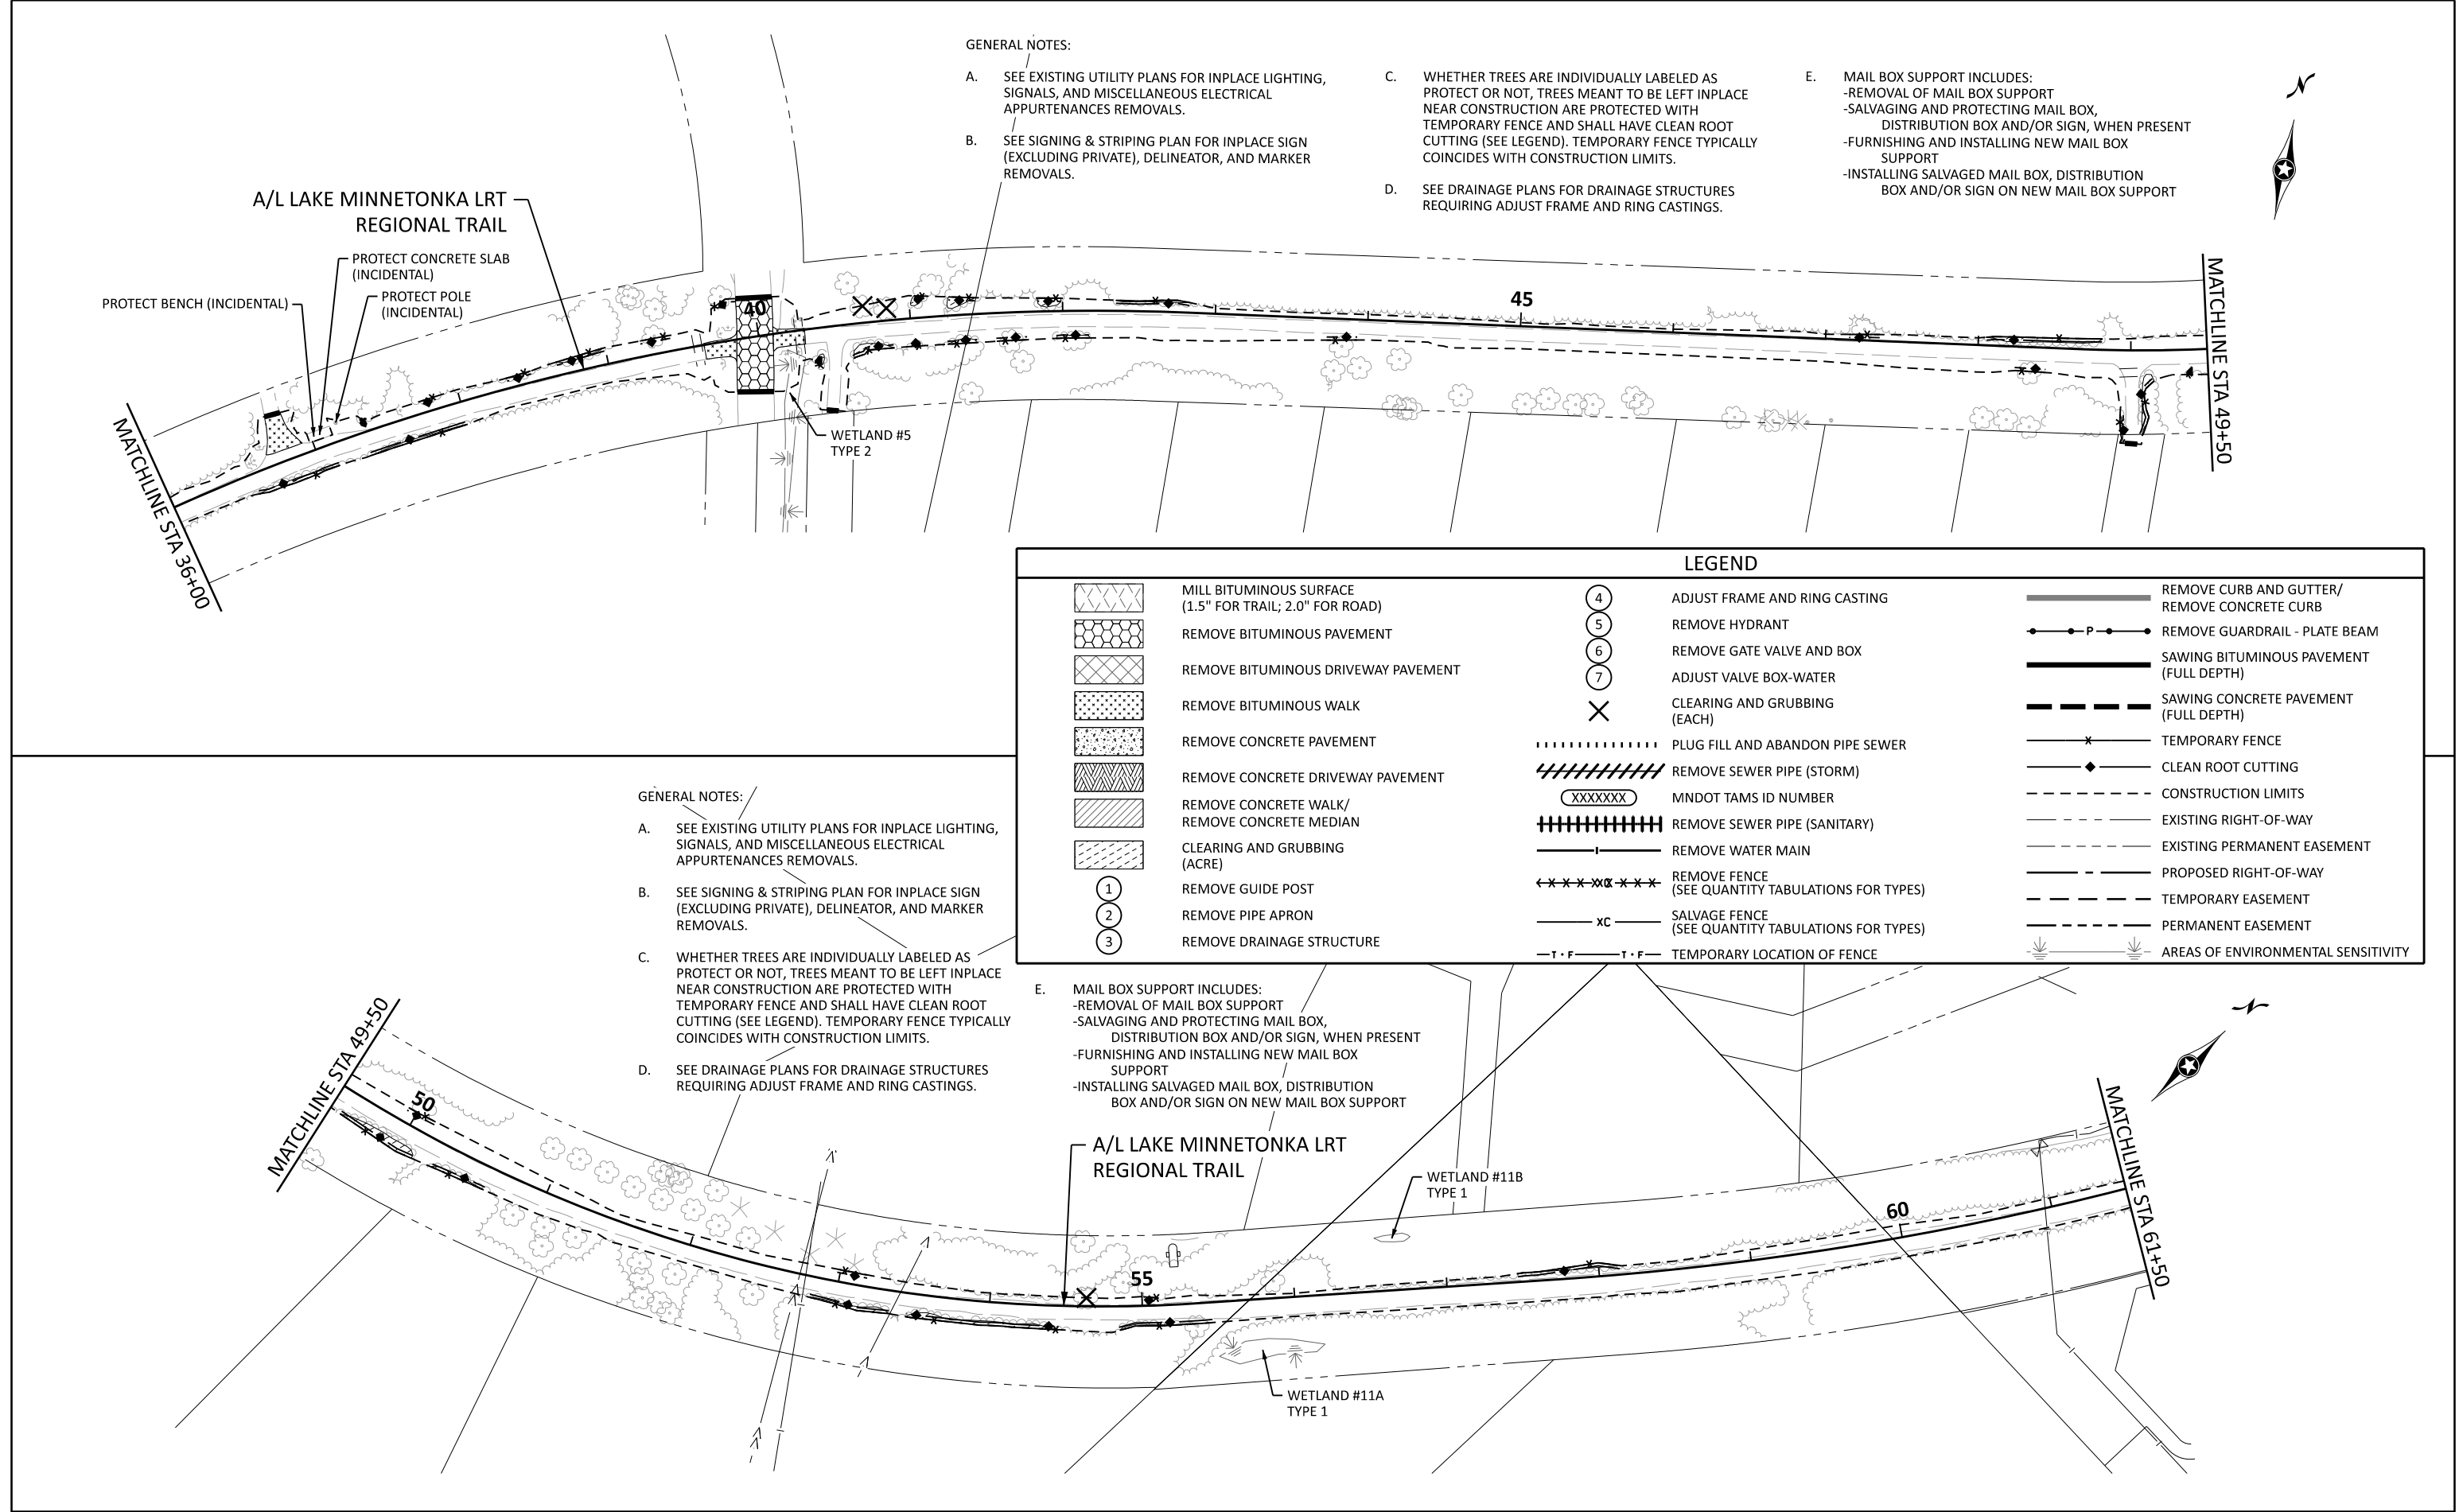 GENERAL NOTES:
A. SEE EXISTING UTILITY PLANS FOR INPLACE LIGHTING,
SIGNALS, AND MISCELLANEOUS ELECTRICAL
APPURTENANCES REMOVALS.
B. SEE SIGNING & STRIPING PLAN FOR INPLACE SIGN
(EXCLUDING PRIVATE), DELINEATOR, AND MARKER
REMOVALS.
C. WHETHER TREES ARE INDIVIDUALLY LABELED AS
PROTECT OR NOT, TREES MEANT TO BE LEFT INPLACE
NEAR CONSTRUCTION ARE PROTECTED WITH
TEMPORARY FENCE AND SHALL HAVE CLEAN ROOT
CUTTING (SEE LEGEND). TEMPORARY FENCE TYPICALLY
COINCIDES WITH CONSTRUCTION LIMITS.
D. SEE DRAINAGE PLANS FOR DRAINAGE STRUCTURES
REQUIRING ADJUST FRAME AND RING CASTINGS.
E. MAIL BOX SUPPORT INCLUDES:
-REMOVAL OF MAIL BOX SUPPORT
-SALVAGING AND PROTECTING MAIL BOX,
DISTRIBUTION BOX AND/OR SIGN, WHEN PRESENT
-FURNISHING AND INSTALLING NEW MAIL BOX
SUPPORT
-INSTALLING SALVAGED MAIL BOX, DISTRIBUTION
BOX AND/OR SIGN ON NEW MAIL BOX SUPPORT
N
A/L LAKE MINNETONKA LRT
REGIONAL TRAIL
PROTECT CONCRETE SLAB
(INCIDENTAL)
PROTECT BENCH (INCIDENTAL)
PROTECT POLE
(INCIDENTAL)
40
45
WETLAND #5
TYPE 2
MATCHLINE STA 36+00
MATCHLINE STA 49+50
LEGEND
MILL BITUMINOUS SURFACE
(1.5" FOR TRAIL; 2.0" FOR ROAD)
REMOVE BITUMINOUS PAVEMENT
REMOVE BITUMINOUS DRIVEWAY PAVEMENT
REMOVE BITUMINOUS WALK
REMOVE CONCRETE PAVEMENT
REMOVE CONCRETE DRIVEWAY PAVEMENT
REMOVE CONCRETE WALK/
REMOVE CONCRETE MEDIAN
CLEARING AND GRUBBING
(ACRE)
1 REMOVE GUIDE POST
2 REMOVE PIPE APRON
3 REMOVE DRAINAGE STRUCTURE
4 ADJUST FRAME AND RING CASTING
5 REMOVE HYDRANT
6 REMOVE GATE VALVE AND BOX
7 ADJUST VALVE BOX-WATER
CLEARING AND GRUBBING
(EACH)
PLUG FILL AND ABANDON PIPE SEWER
REMOVE SEWER PIPE (STORM)
XXXXXXX MNDOT TAMS ID NUMBER
REMOVE SEWER PIPE (SANITARY)
I REMOVE WATER MAIN
REMOVE FENCE
(SEE QUANTITY TABULATIONS FOR TYPES)
XC SALVAGE FENCE
(SEE QUANTITY TABULATIONS FOR TYPES)
T · F T · F TEMPORARY LOCATION OF FENCE
REMOVE CURB AND GUTTER/
REMOVE CONCRETE CURB
P REMOVE GUARDRAIL - PLATE BEAM
SAWING BITUMINOUS PAVEMENT
(FULL DEPTH)
SAWING CONCRETE PAVEMENT
(FULL DEPTH)
X TEMPORARY FENCE
CLEAN ROOT CUTTING
CONSTRUCTION LIMITS
EXISTING RIGHT-OF-WAY
EXISTING PERMANENT EASEMENT
PROPOSED RIGHT-OF-WAY
TEMPORARY EASEMENT
PERMANENT EASEMENT
AREAS OF ENVIRONMENTAL SENSITIVITY
GENERAL NOTES:
A. SEE EXISTING UTILITY PLANS FOR INPLACE LIGHTING,
SIGNALS, AND MISCELLANEOUS ELECTRICAL
APPURTENANCES REMOVALS.
B. SEE SIGNING & STRIPING PLAN FOR INPLACE SIGN
(EXCLUDING PRIVATE), DELINEATOR, AND MARKER
REMOVALS.
C. WHETHER TREES ARE INDIVIDUALLY LABELED AS
PROTECT OR NOT, TREES MEANT TO BE LEFT INPLACE
NEAR CONSTRUCTION ARE PROTECTED WITH
TEMPORARY FENCE AND SHALL HAVE CLEAN ROOT
CUTTING (SEE LEGEND). TEMPORARY FENCE TYPICALLY
COINCIDES WITH CONSTRUCTION LIMITS.
D. SEE DRAINAGE PLANS FOR DRAINAGE STRUCTURES
REQUIRING ADJUST FRAME AND RING CASTINGS.
E. MAIL BOX SUPPORT INCLUDES:
-REMOVAL OF MAIL BOX SUPPORT
-SALVAGING AND PROTECTING MAIL BOX,
DISTRIBUTION BOX AND/OR SIGN, WHEN PRESENT
-FURNISHING AND INSTALLING NEW MAIL BOX
SUPPORT
-INSTALLING SALVAGED MAIL BOX, DISTRIBUTION
BOX AND/OR SIGN ON NEW MAIL BOX SUPPORT
N
MATCHLINE STA 49+50
50
A/L LAKE MINNETONKA LRT
REGIONAL TRAIL
WETLAND #11B
TYPE 1
55
60
WETLAND #11A
TYPE 1
MATCHLINE STA 61+50